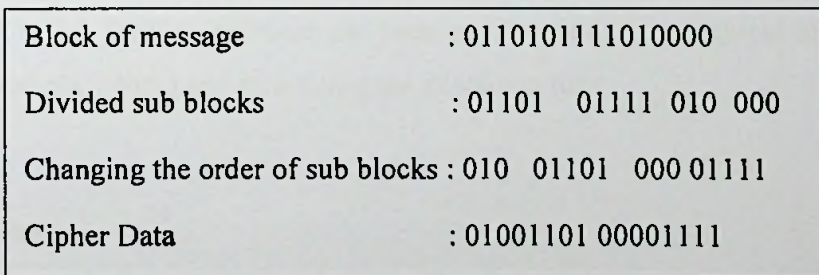 Block of message : 0110101111010000
Divided sub blocks : 01101 01111 010 000
Changing the order of sub blocks : 010 01101 000 01111
Cipher Data : 01001101 00001111